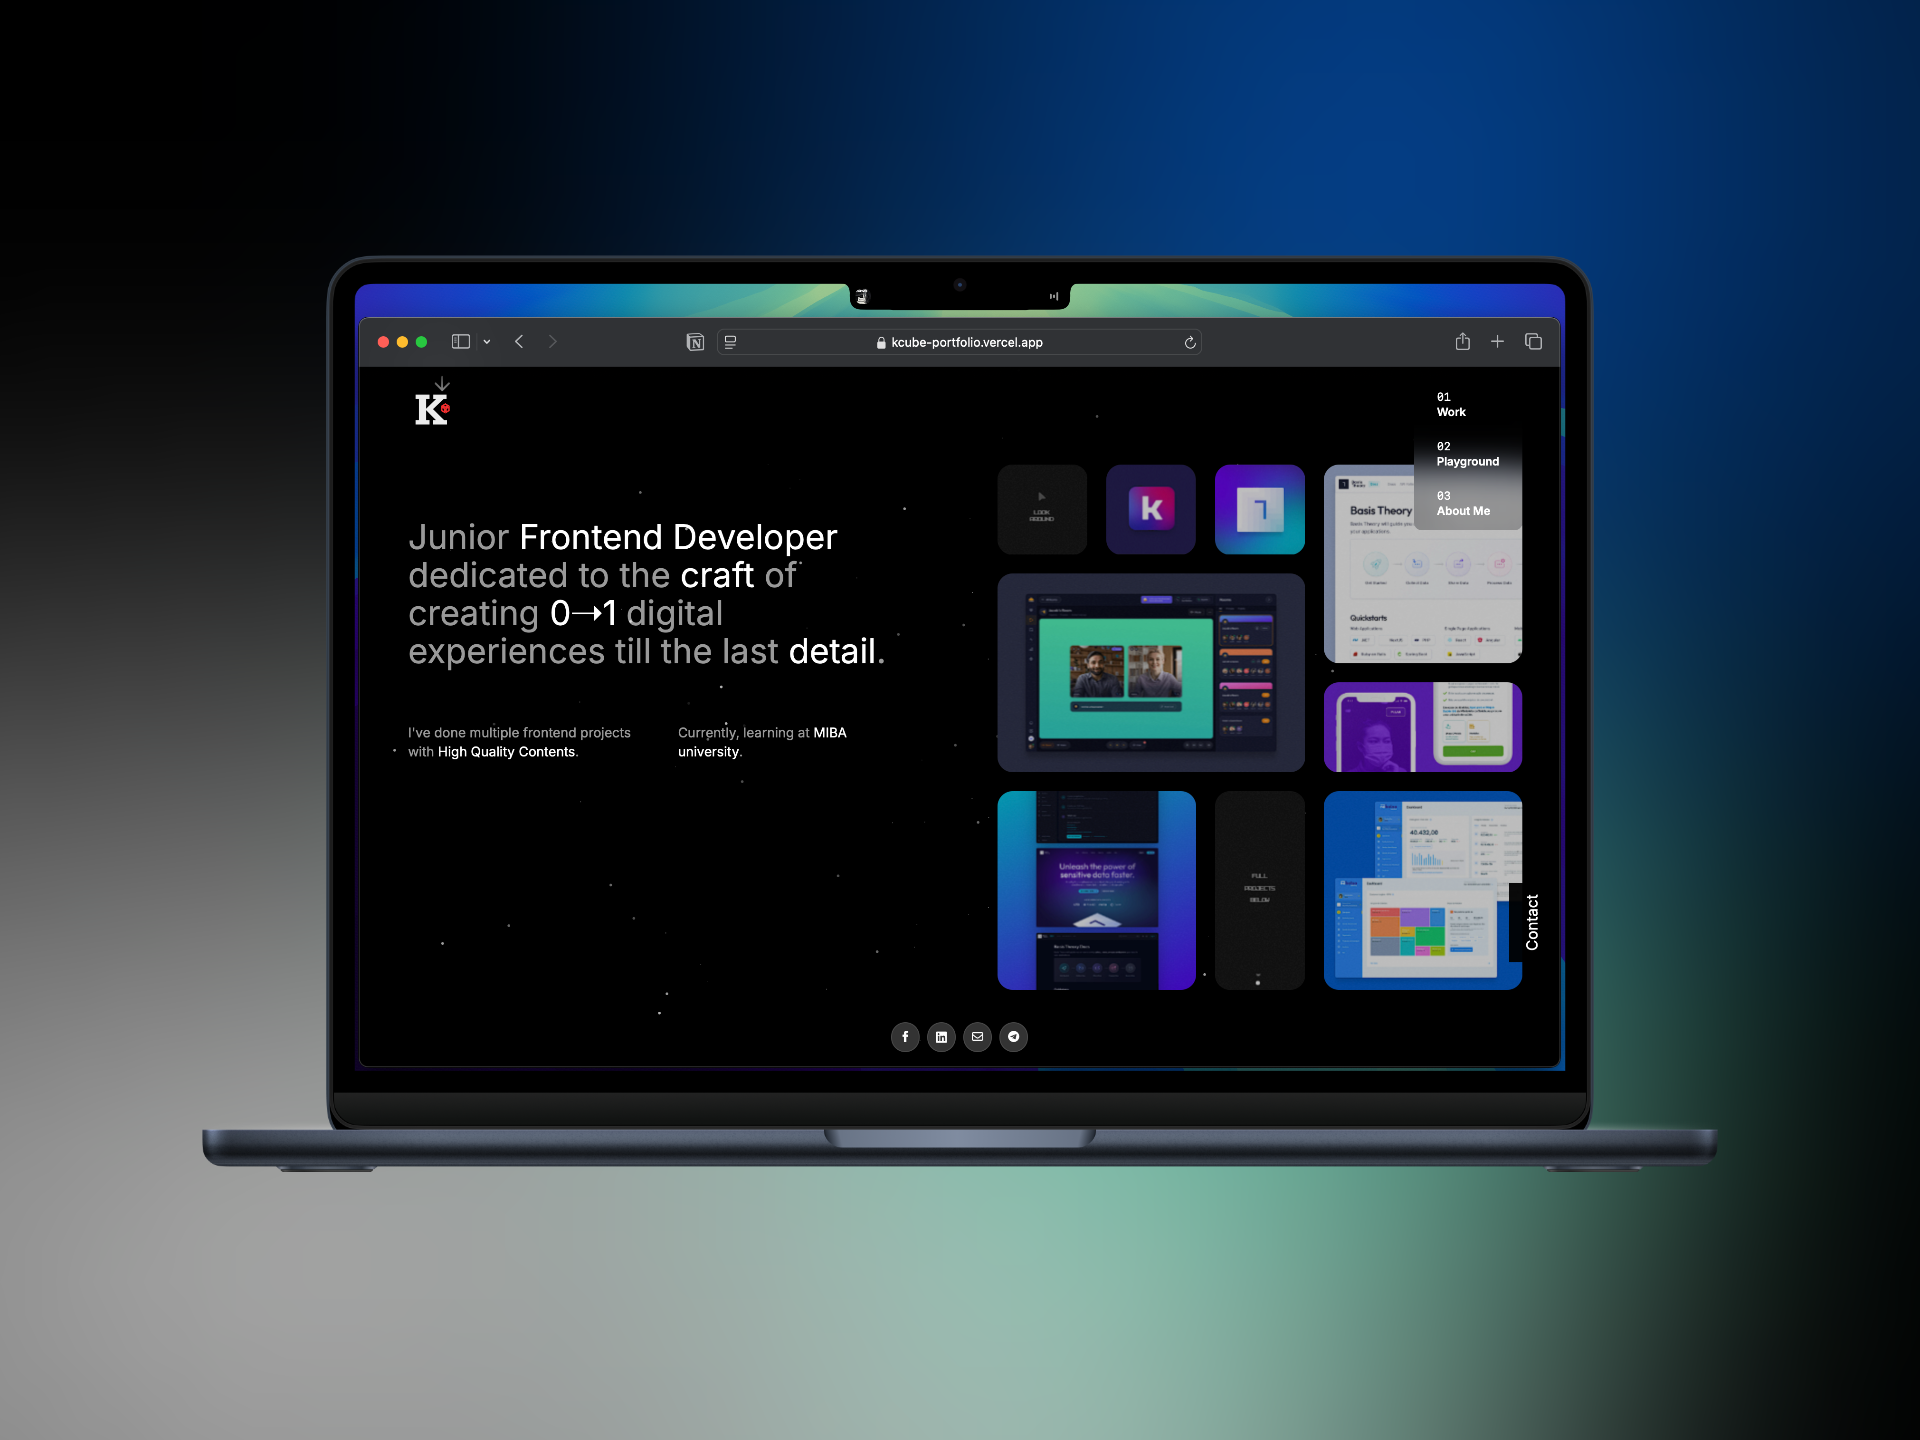 kcube-portfolio.vercel.app
K
01
Work
02
Playground
03
About Me
Junior Frontend Developer
dedicated to the craft of
creating 0→1 digital
experiences till the last detail.
I've done multiple frontend projects
with High Quality Contents.
Currently, learning at MIBA
university.
LOOK
AROUND
k
Basis Theory
Quickstarts
Unleash the power of
sensitive data faster.
FULL
PROJECTS
BELOW
40.432,08
Contact